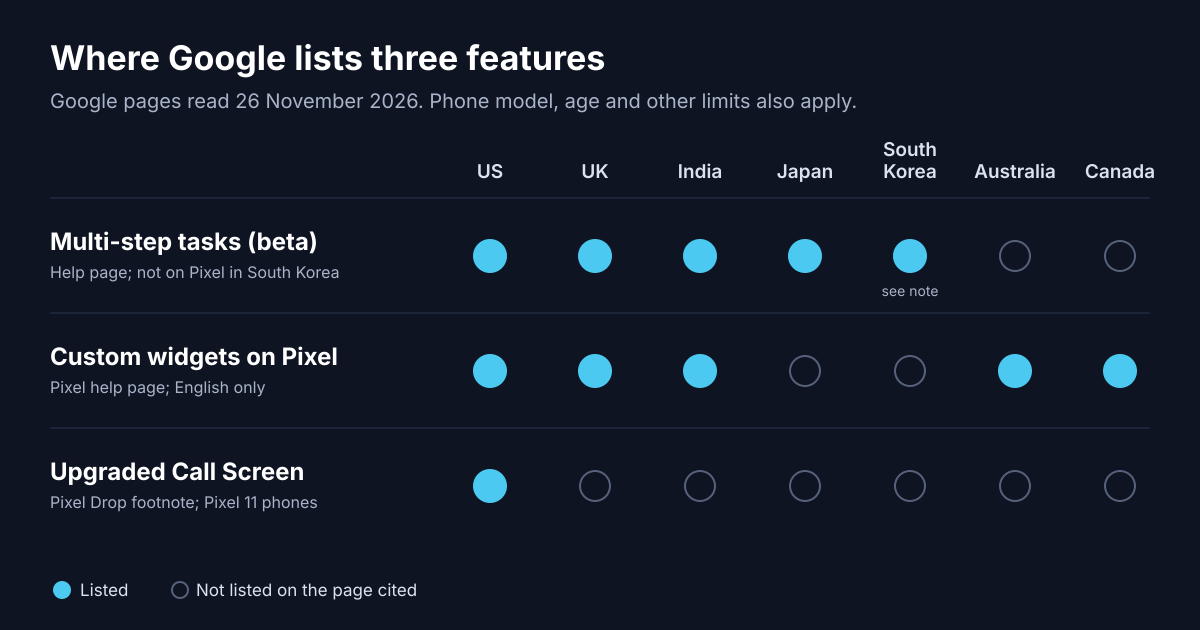 Where Google lists three features
Google pages read 26 November 2026. Phone model, age and other limits also apply.
US UK India Japan South Korea Australia Canada
Multi-step tasks (beta)
Help page; not on Pixel in South Korea
see note
Custom widgets on Pixel
Pixel help page; English only
Upgraded Call Screen
Pixel Drop footnote; Pixel 11 phones
Listed Not listed on the page cited